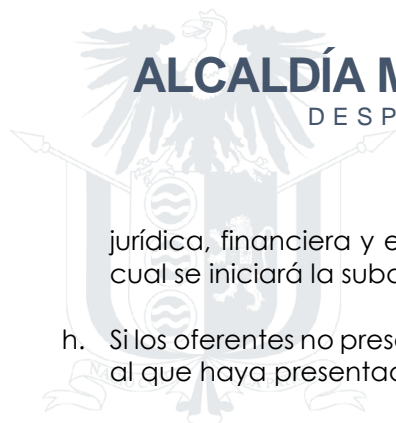 ALCALDÍA M
DESP
jurídica, financiera y e
cual se iniciará la subc
h. Si los oferentes no pres
al que haya presentad